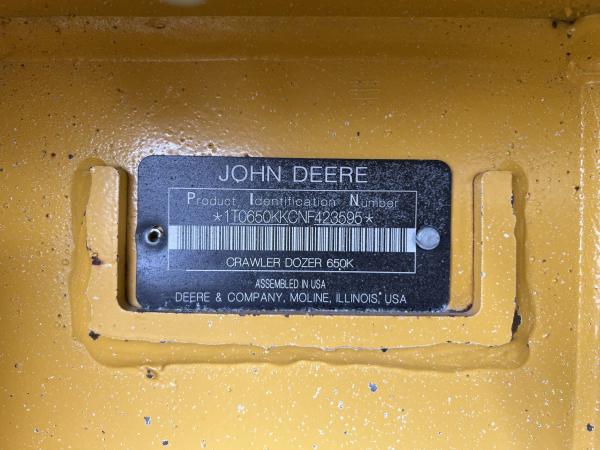 JOHN DEERE
Product Identification Number
*1T0650KKCNF423595*
CRAWLER DOZER 650K
ASSEMBLED IN USA
DEERE & COMPANY, MOLINE, ILLINOIS, USA